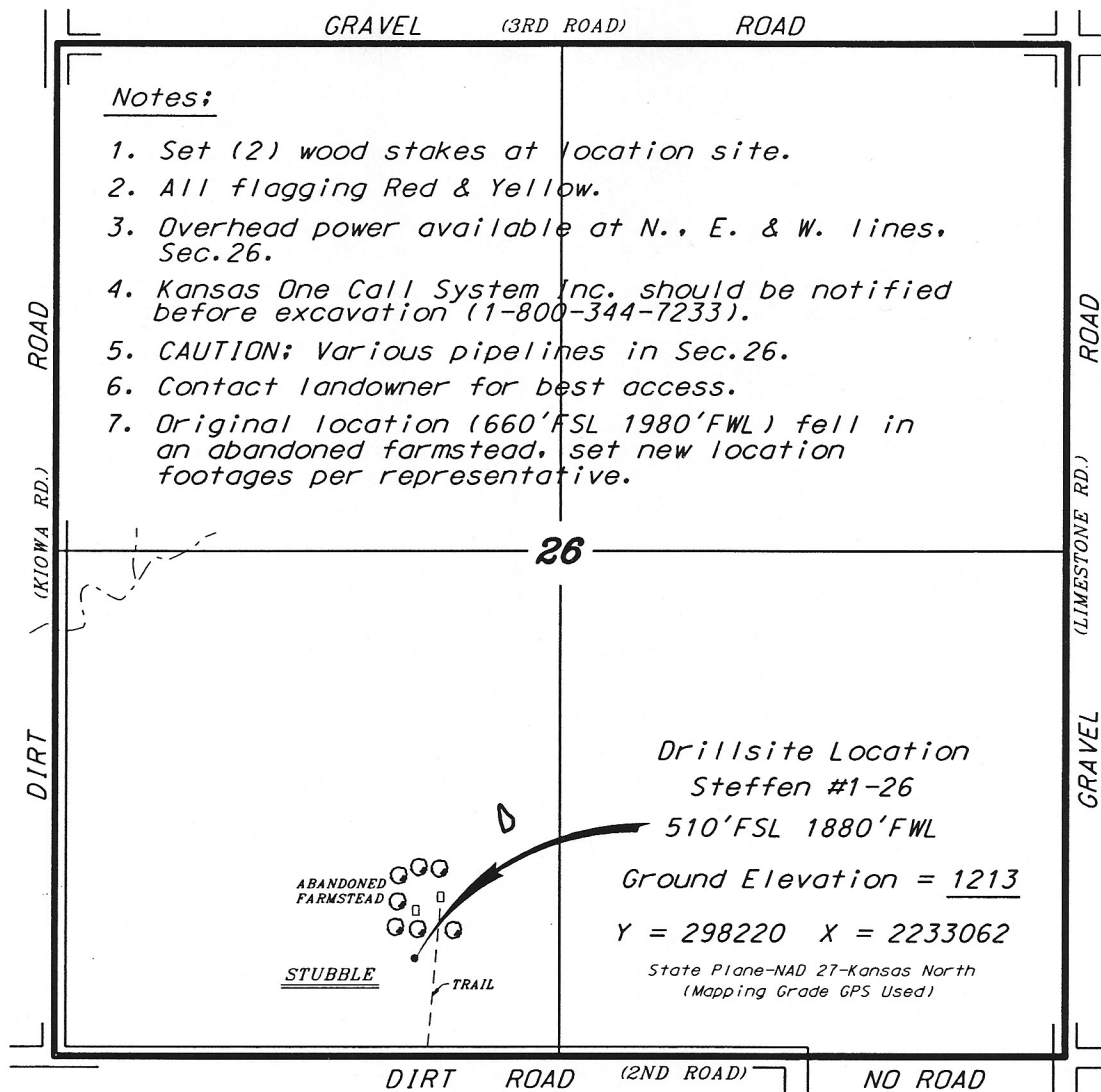 GRAVEL (3RD ROAD) ROAD
Notes:
1. Set (2) wood stakes at location site.
2. All flagging Red & Yellow.
3. Overhead power available at N., E. & W. lines,
Sec.26.
4. Kansas One Call System Inc. should be notified
before excavation (1-800-344-7233).
5. CAUTION: Various pipelines in Sec.26.
6. Contact landowner for best access.
7. Original location (660'FSL 1980'FWL) fell in
an abandoned farmstead, set new location
footages per representative.
DIRT (KIOWA RD.) ROAD
GRAVEL (LIMESTONE RD.) ROAD
26
Drillsite Location
Steffen #1-26
510'FSL 1880'FWL
Ground Elevation = 1213
Y = 298220 X = 2233062
State Plane-NAD 27-Kansas North
(Mapping Grade GPS Used)
ABANDONED
FARMSTEAD
STUBBLE
TRAIL
DIRT ROAD (2ND ROAD) NO ROAD